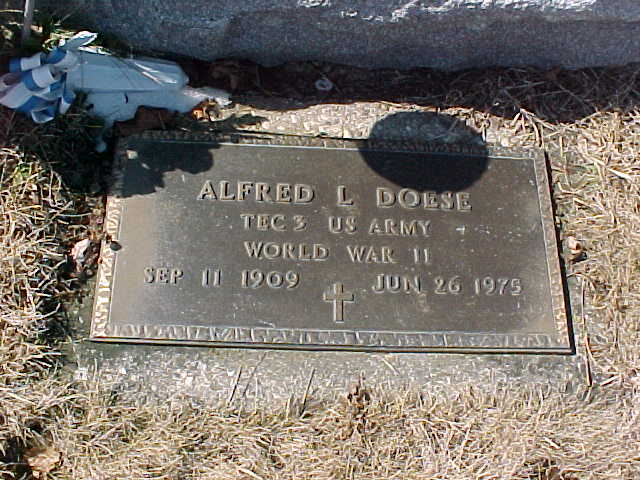 ALFRED L DOESE
TEC 3 US ARMY
WORLD WAR II
SEP 11 1909 JUN 26 1975